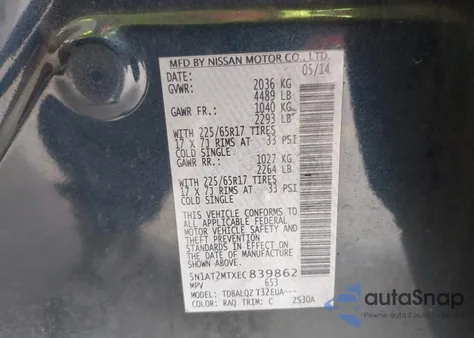 MFD BY NISSAN MOTOR CO., LTD.
DATE: 05/14
GVWR: 2036 KG
4489 LB
GAWR FR.: 1040 KG
2293 LB
WITH 225/65R17 TIRES
17 X 7J RIMS AT 33 PSI
COLD SINGLE
GAWR RR.: 1027 KG
2264 LB
WITH 225/65R17 TIRES
17 X 7J RIMS AT 33 PSI
COLD SINGLE
THIS VEHICLE CONFORMS TO
ALL APPLICABLE FEDERAL
MOTOR VEHICLE SAFETY AND
THEFT PREVENTION
STANDARDS IN EFFECT ON
THE DATE OF MANUFACTURE
SHOWN ABOVE.
5N1AT2MTXEC839862
MPV 653
MODEL: TDBALQZ T32EUA---
COLOR: RAQ TRIM: C ZS30A
autoSnap